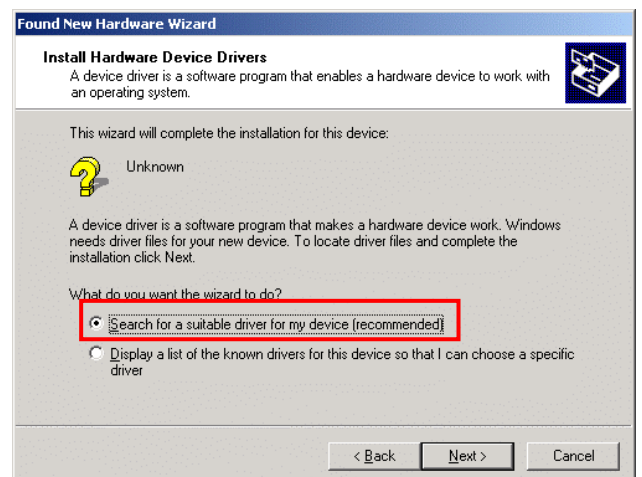 Found New Hardware Wizard
Install Hardware Device Drivers
A device driver is a software program that enables a hardware device to work with
an operating system.
This wizard will complete the installation for this device:
Unknown
A device driver is a software program that makes a hardware device work. Windows
needs driver files for your new device. To locate driver files and complete the
installation click Next.
What do you want the wizard to do?
Search for a suitable driver for my device (recommended)
Display a list of the known drivers for this device so that I can choose a specific
driver
< Back
Next >
Cancel